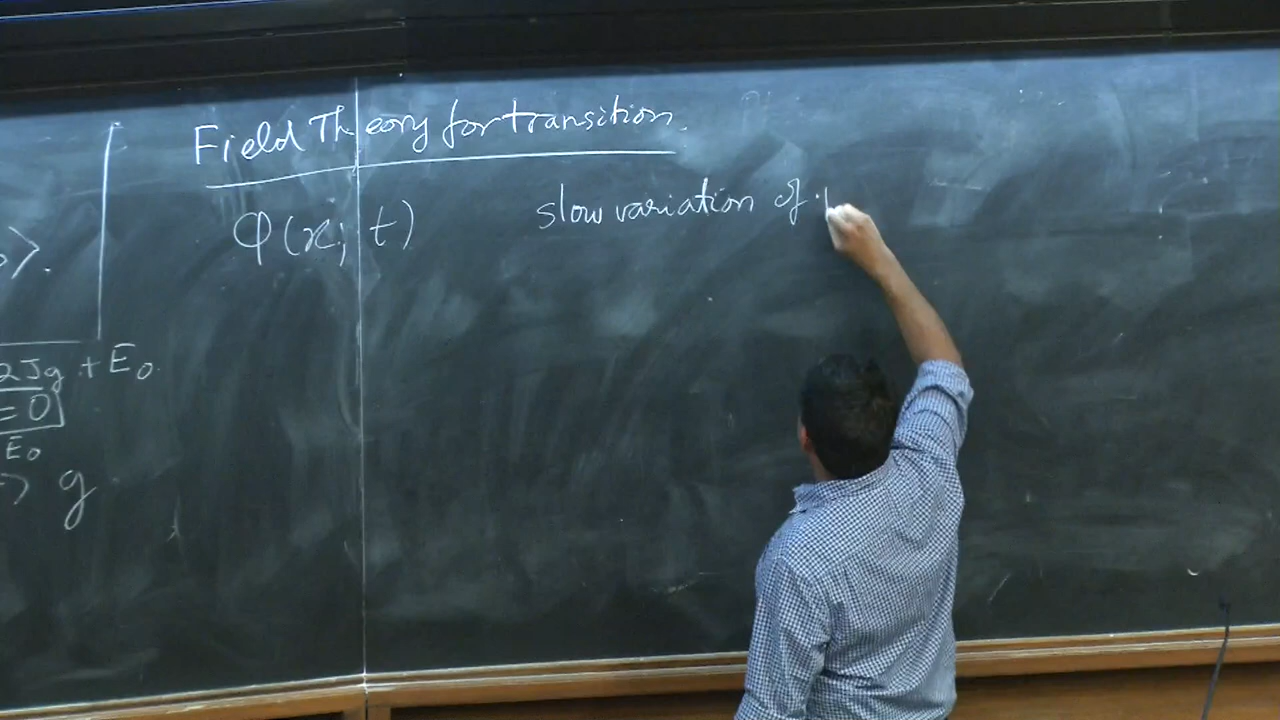 Field Theory for transition.
φ(x; t)
slow variation of
>.
2Jg + E₀.
= 0
E₀
g